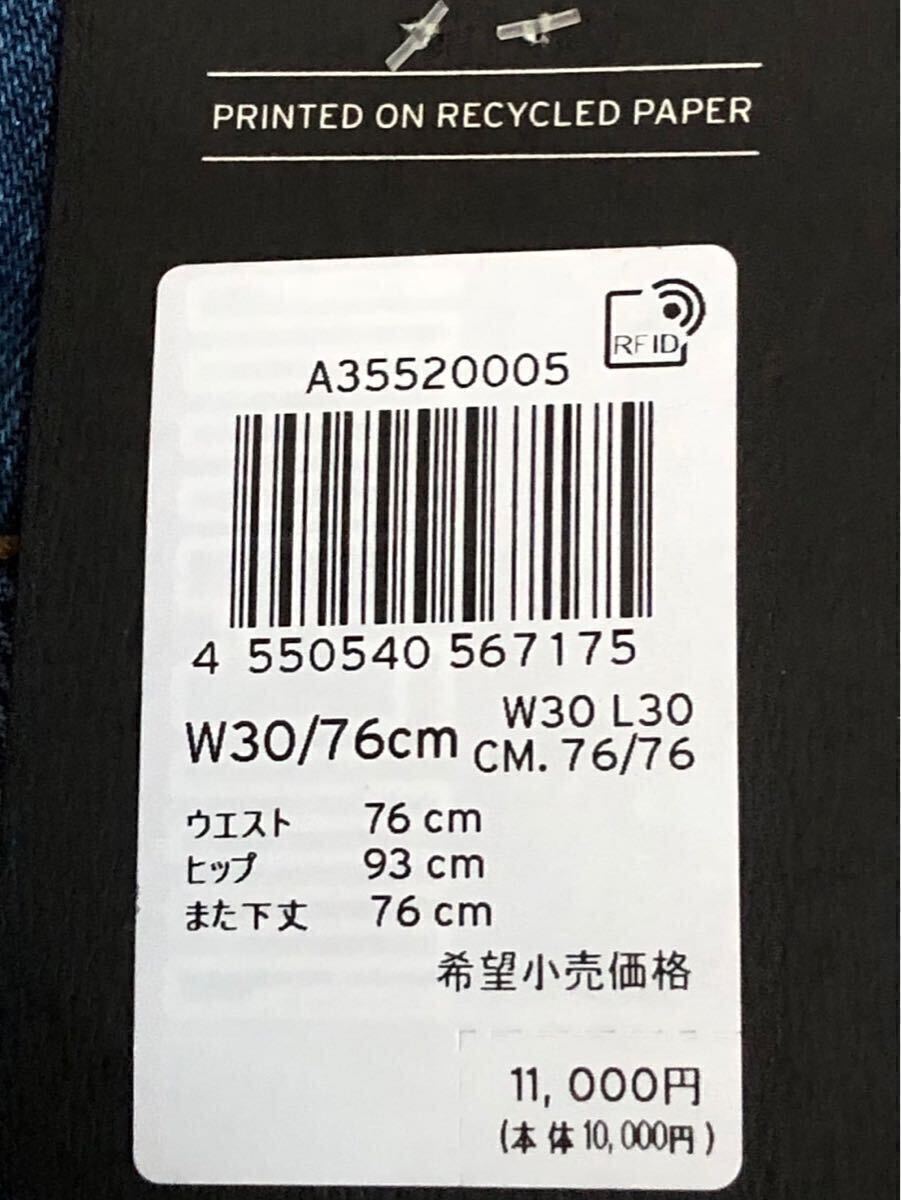 PRINTED ON RECYCLED PAPER
RFID
A35520005
4 550540 567175
W30/76cm
W30 L30
CM. 76/76
ウエスト 76 cm
ヒップ 93 cm
また下丈 76 cm
希望小売価格
11,000円
(本体10,000円)